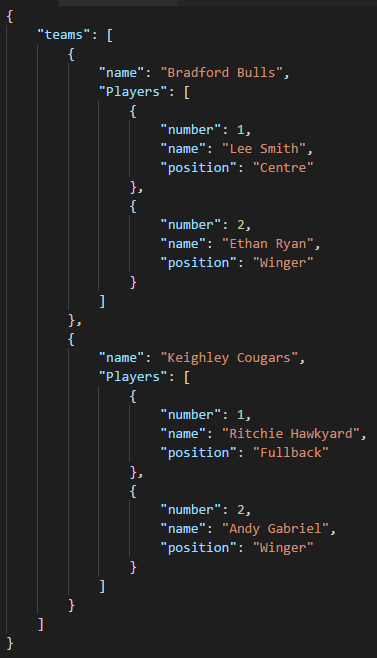 {
    "teams": [
        {
            "name": "Bradford Bulls",
            "Players": [
                {
                    "number": 1,
                    "name": "Lee Smith",
                    "position": "Centre"
                },
                {
                    "number": 2,
                    "name": "Ethan Ryan",
                    "position": "Winger"
                }
            ]
        },
        {
            "name": "Keighley Cougars",
            "Players": [
                {
                    "number": 1,
                    "name": "Ritchie Hawkyard",
                    "position": "Fullback"
                },
                {
                    "number": 2,
                    "name": "Andy Gabriel",
                    "position": "Winger"
                }
            ]
        }
    ]
}